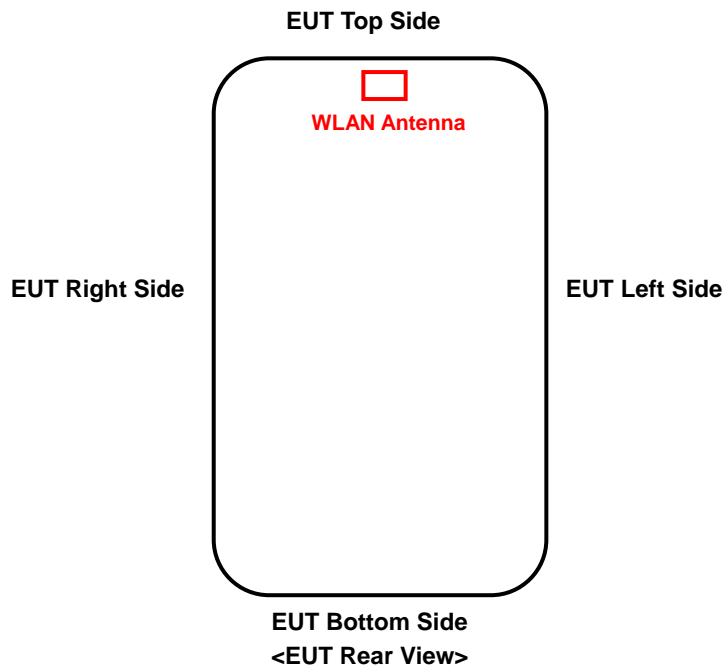 EUT Top Side
WLAN Antenna
EUT Right Side
EUT Left Side
EUT Bottom Side
<EUT Rear View>